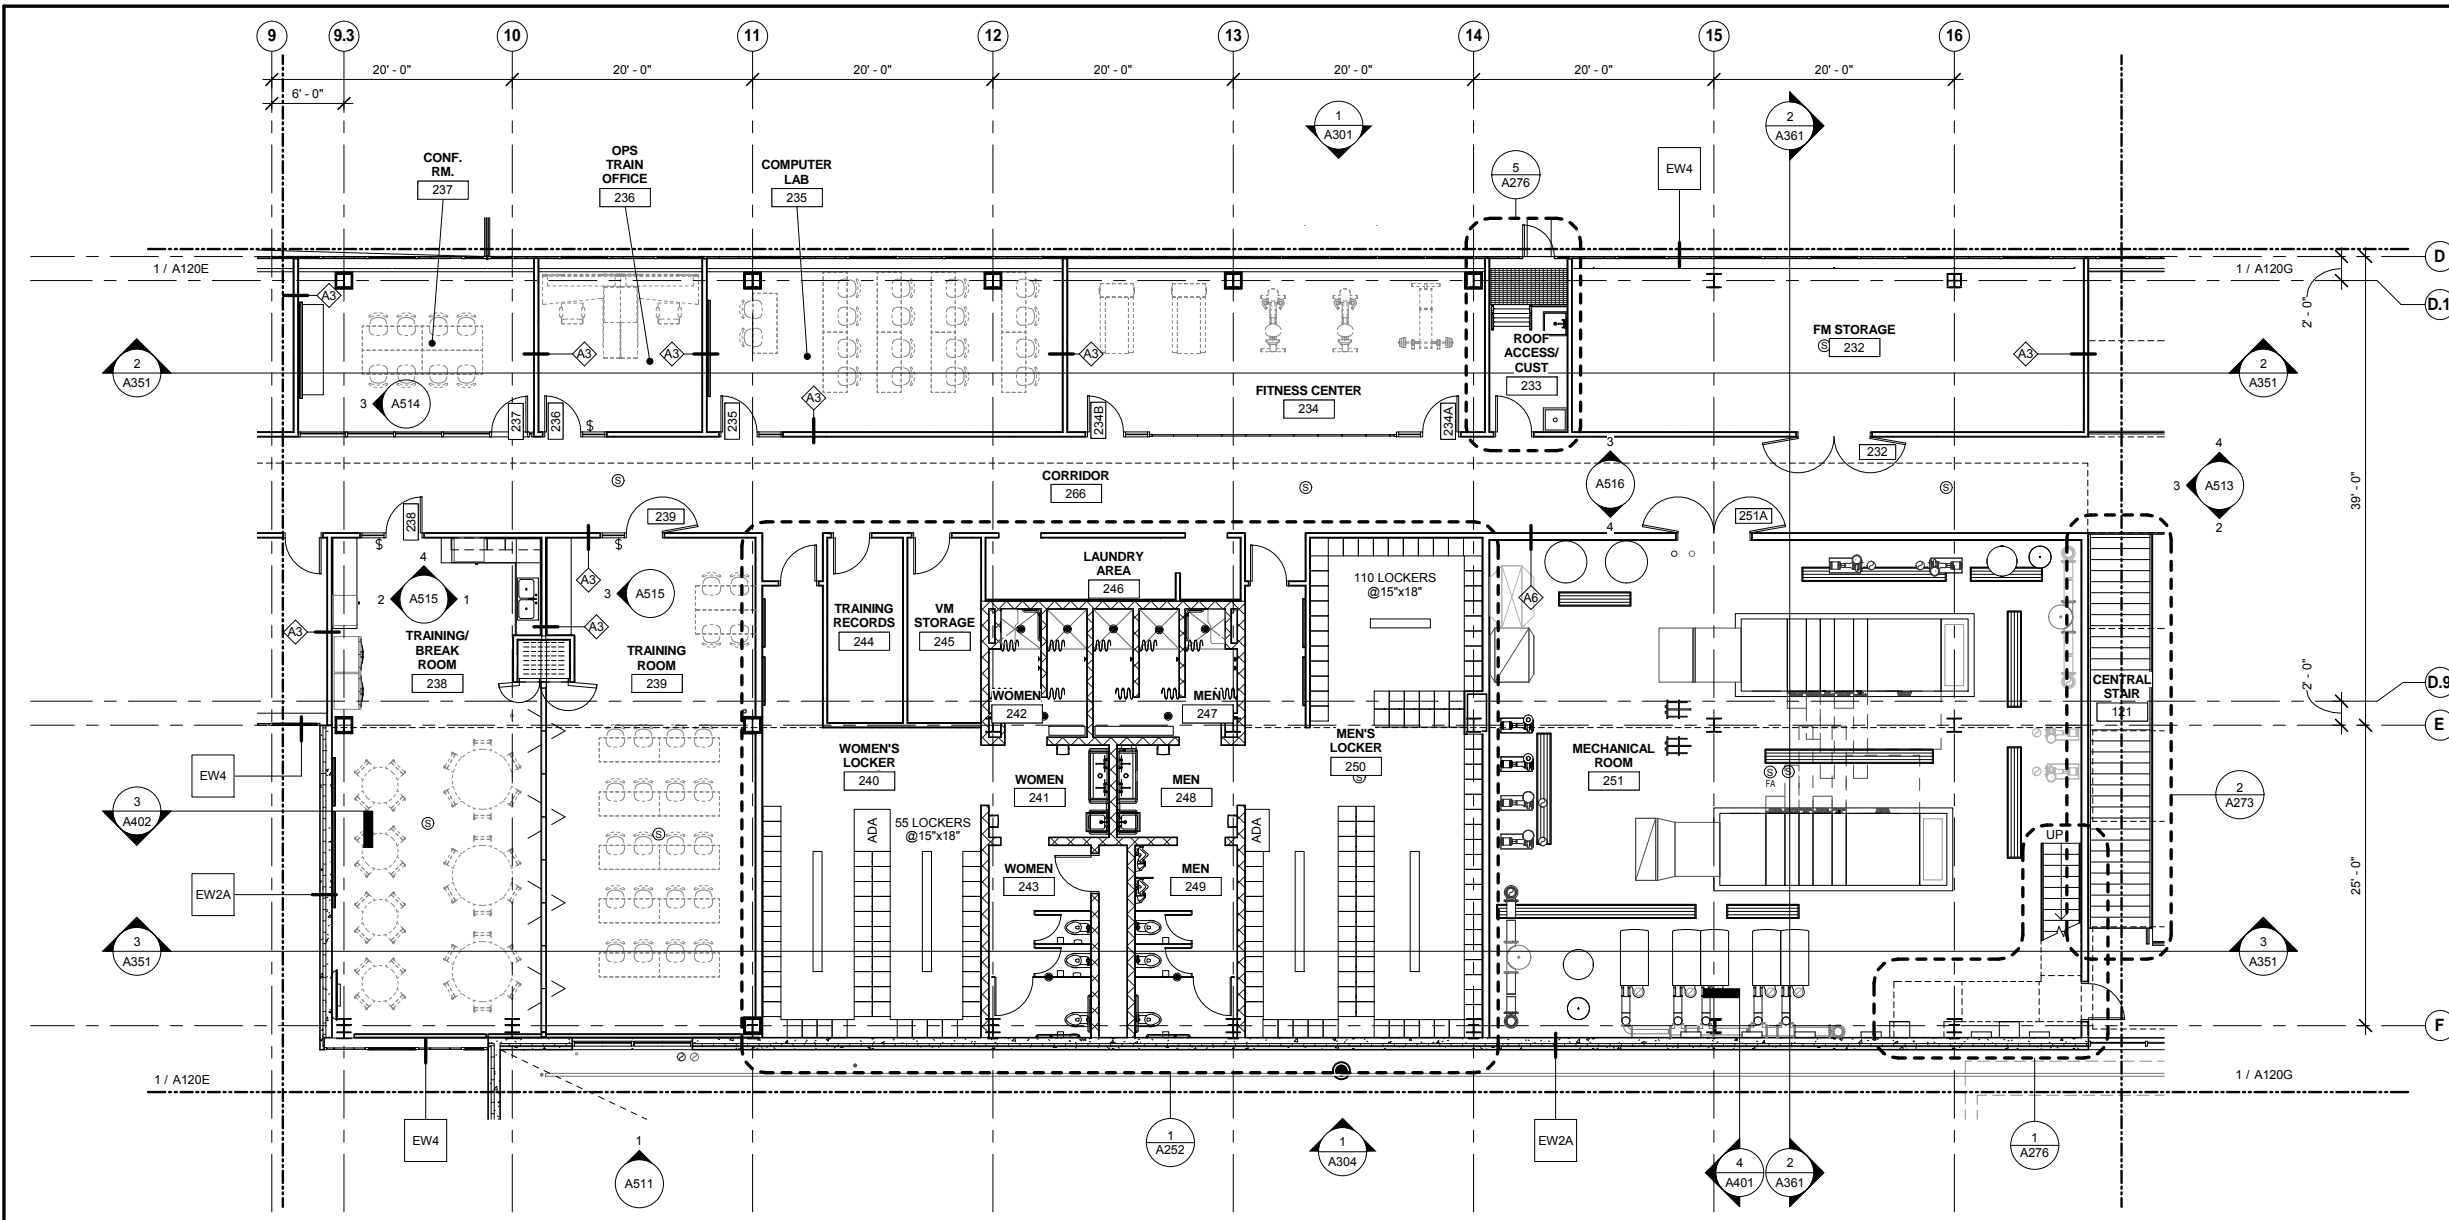 9
9.3
10
11
12
13
14
15
16
20' - 0"
20' - 0"
20' - 0"
20' - 0"
20' - 0"
20' - 0"
20' - 0"
6' - 0"
1
A301
2
A361
5
A276
EW4
CONF.
RM.
237
OPS
TRAIN
OFFICE
236
COMPUTER
LAB
235
D
1 / A120E
1 / A120G
A3
2' - 0"
D.1
FM STORAGE
S
232
ROOF
ACCESS/
CUST
233
A3
A3
A3
A3
2
A351
2
A351
3
A514
A3
FITNESS CENTER
234
237
236
$
235
234B
234A
3
A516
4
232
4
3
A513
2
39' - 0"
CORRIDOR
266
S
S
S
238
239
251A
$
$
4
2
A515
1
A3
3
A515
LAUNDRY
AREA
246
110 LOCKERS
@15"x18"
A6
A3
A3
TRAINING/
BREAK
ROOM
238
TRAINING
ROOM
239
TRAINING
RECORDS
244
VM
STORAGE
245
WOMEN
242
MEN
247
CENTRAL
STAIR
121
2' - 0"
D.9
E
EW4
WOMEN'S
LOCKER
240
MEN'S
LOCKER
250
S
MECHANICAL
ROOM
251
S
S
FA
WOMEN
241
MEN
248
3
A402
2
A273
S
S
ADA
55 LOCKERS
@15"x18"
ADA
UP
EW2A
WOMEN
243
MEN
249
25' - 0"
3
A351
3
A351
F
1 / A120E
1 / A120G
EW4
1
A511
1
A252
1
A304
EW2A
4
A401
2
A361
1
A276